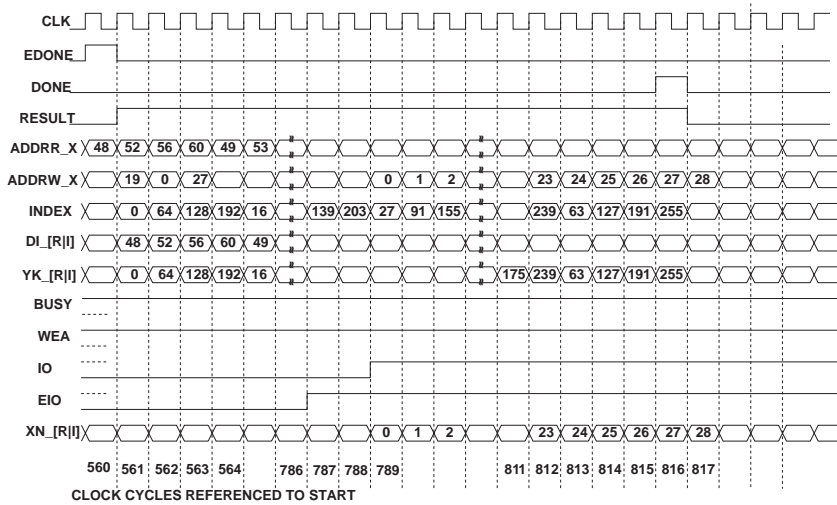 CLK
EDONE
DONE
RESULT
ADDRR_X 48 52 56 60 49 53
ADDRW_X 19 0 27 0 1 2 23 24 25 26 27 28
INDEX 0 64 128 192 16 139 203 27 91 155 239 63 127 191 255
DI_[R|I] 48 52 56 60 49
YK_[R|I] 0 64 128 192 16 175 239 63 127 191 255
BUSY
WEA
IO
EIO
XN_[R|I] 0 1 2 23 24 25 26 27 28
560 561 562 563 564 786 787 788 789 811 812 813 814 815 816 817
CLOCK CYCLES REFERENCED TO START